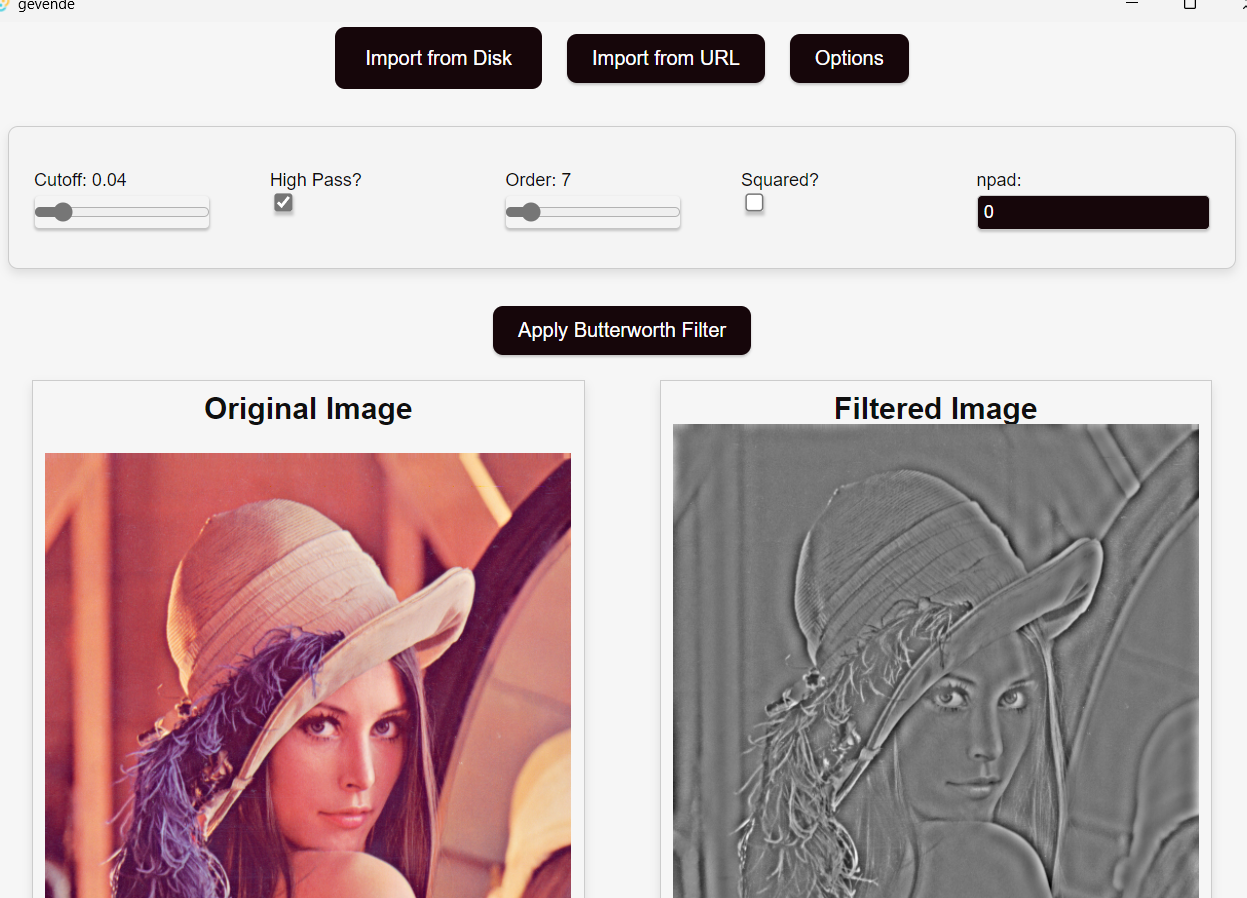 gevende
Import from Disk
Import from URL
Options
Cutoff: 0.04
High Pass?
Order: 7
Squared?
npad:
0
Apply Butterworth Filter
Original Image
Filtered Image